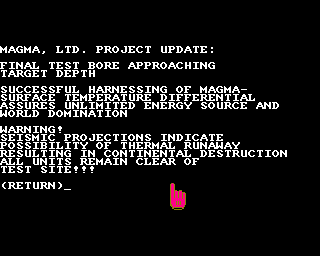 MAGMA, LTD. PROJECT UPDATE:
FINAL TEST BORE APPROACHING
TARGET DEPTH
SUCCESSFUL HARNESSING OF MAGMA-
SURFACE TEMPERATURE DIFFERENTIAL
ASSURES UNLIMITED ENERGY SOURCE AND
WORLD DOMINATION
WARNING!
SEISMIC PROJECTIONS INDICATE
POSSIBILITY OF THERMAL RUNAWAY
RESULTING IN CONTINENTAL DESTRUCTION
ALL UNITS REMAIN CLEAR OF
TEST SITE!!!
(RETURN)_